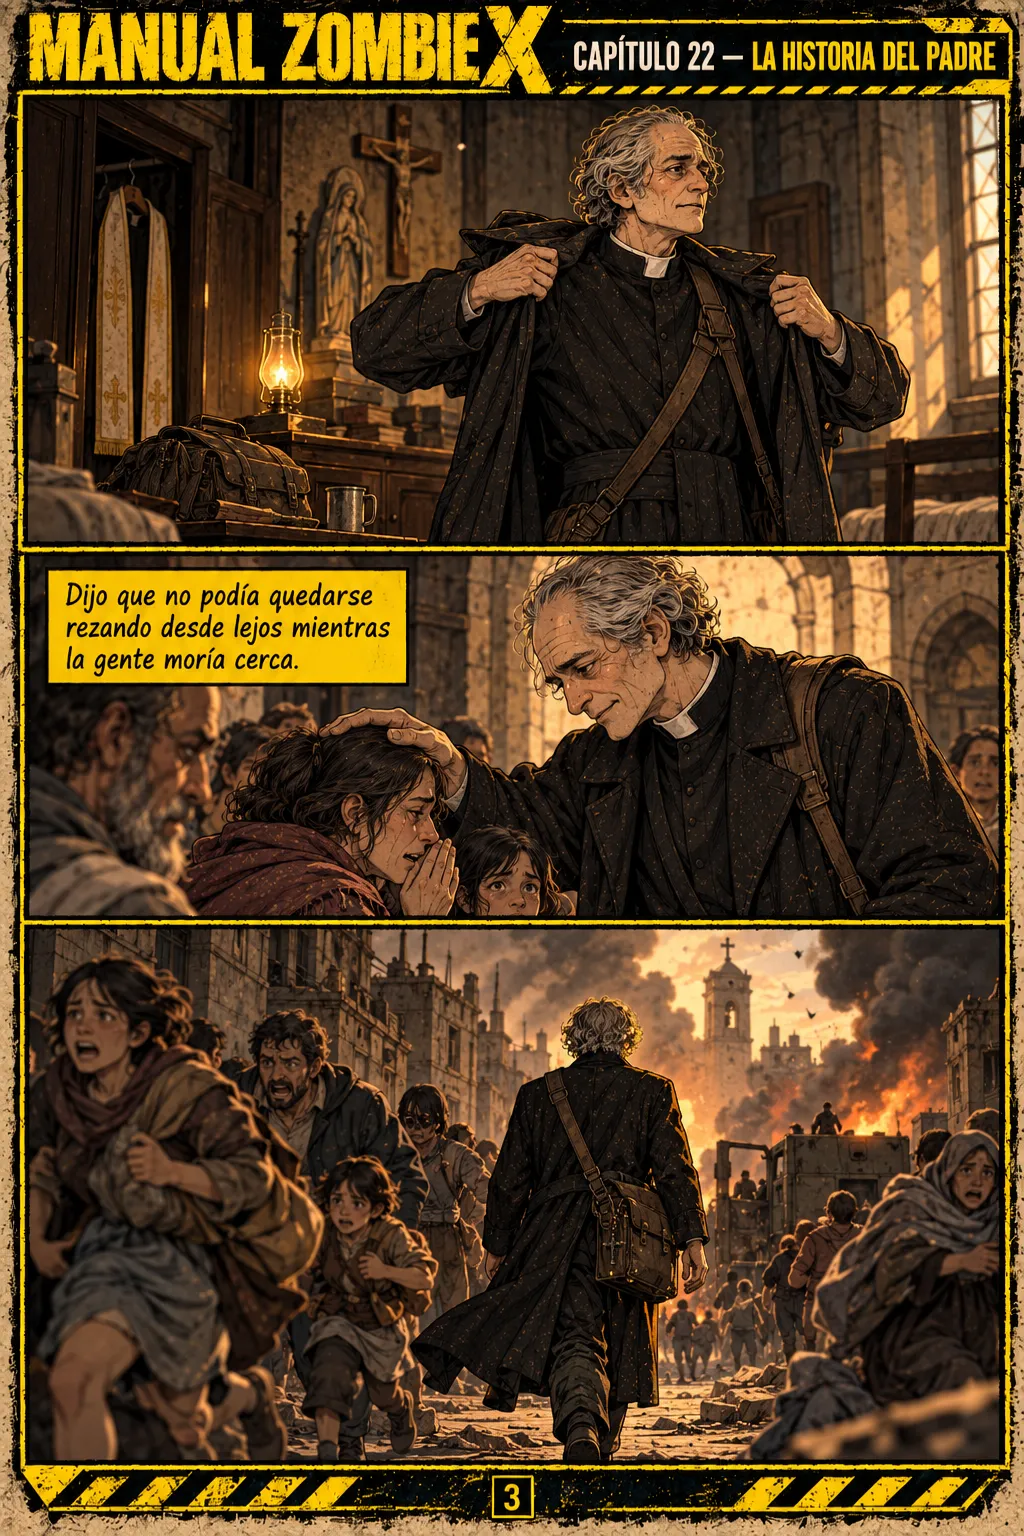 MANUAL ZOMBIE X
CAPÍTULO 22 – LA HISTORIA DEL PADRE
Dijo que no podía quedarse
rezando desde lejos mientras
la gente moría cerca.
3